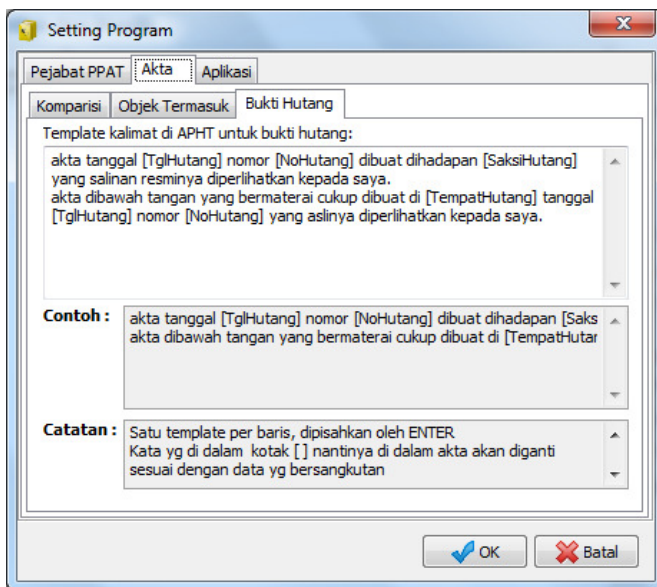 Setting Program
Pejabat PPAT Akta Aplikasi
Komparisi Objek Termasuk Bukti Hutang
Template kalimat di APHT untuk bukti hutang:
akta tanggal [TglHutang] nomor [NoHutang] dibuat dihadapan [SaksiHutang]
yang salinan resminya diperlihatkan kepada saya.
akta dibawah tangan yang bermaterai cukup dibuat di [TempatHutang] tanggal
[TglHutang] nomor [NoHutang] yang aslinya diperlihatkan kepada saya.
Contoh :
akta tanggal [TglHutang] nomor [NoHutang] dibuat dihadapan [Saks
akta dibawah tangan yang bermaterai cukup dibuat di [TempatHutar
Catatan :
Satu template per baris, dipisahkan oleh ENTER
Kata yg di dalam kotak [ ] nantinya di dalam akta akan diganti
sesuai dengan data yg bersangkutan
OK Batal